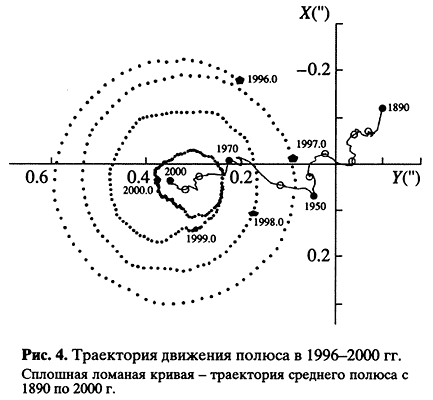 X(")
−0.2
1996.0
1890
1970
1997.0
0.6
0.4
2000
0.2
2000.0
Y(")
1950
1998.0
1999.0
0.2
Рис. 4. Траектория движения полюса в 1996–2000 гг.
Сплошная ломаная кривая – траектория среднего полюса с
1890 по 2000 г.